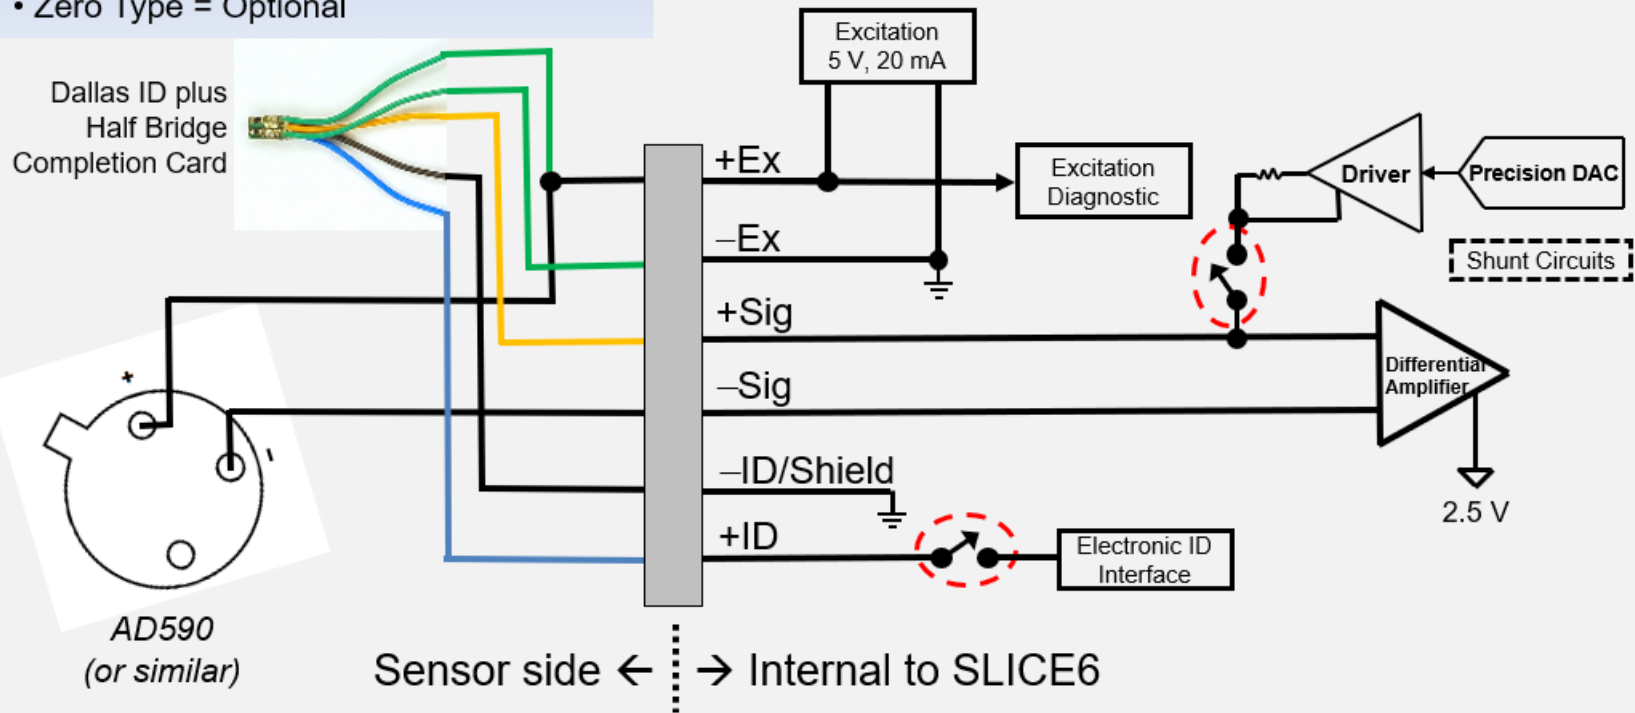 • Zero Type = Optional
Dallas ID plus
Half Bridge
Completion Card
Excitation
5 V, 20 mA
+Ex
Excitation
Diagnostic
Driver
Precision DAC
–Ex
Shunt Circuits
+Sig
–Sig
Differential
Amplifier
2.5 V
–ID/Shield
+ID
Electronic ID
Interface
+
-
AD590
(or similar)
Sensor side ←
→ Internal to SLICE6